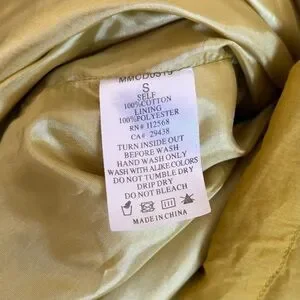 MMCD0519
S
SELF
100%COTTON
LINING
100%POLYESTER
RN# 112568
CA# 29438
TURN INSIDE OUT
BEFORE WASH
HAND WASH ONLY
WASH WITH ALIKE COLORS
DO NOT TUMBLE DRY
DRIP DRY
DO NOT BLEACH
MADE IN CHINA